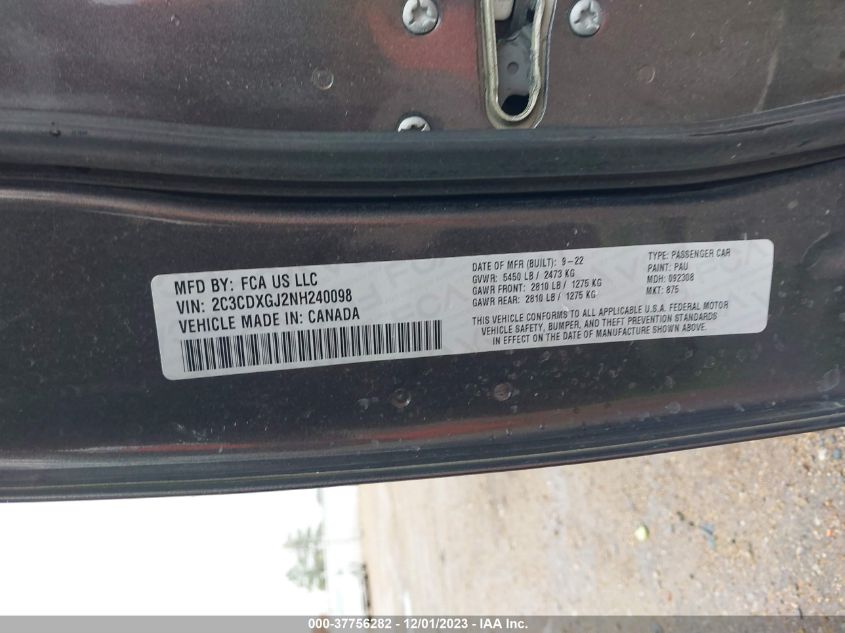 MFD BY: FCA US LLC
VIN: 2C3CDXGJ2NH240098
VEHICLE MADE IN: CANADA
DATE OF MFR (BUILT): 9-22
GVWR: 5450 LB / 2473 KG
GAWR FRONT: 2810 LB / 1275 KG
GAWR REAR: 2810 LB / 1275 KG
TYPE: PASSENGER CAR
PAINT: PAU
MDH: 092308
MKT: 875
THIS VEHICLE CONFORMS TO ALL APPLICABLE U.S.A. FEDERAL MOTOR
VEHICLE SAFETY, BUMPER, AND THEFT PREVENTION STANDARDS
IN EFFECT ON THE DATE OF MANUFACTURE SHOWN ABOVE
000-37756282 - 12/01/2023 - IAA Inc.